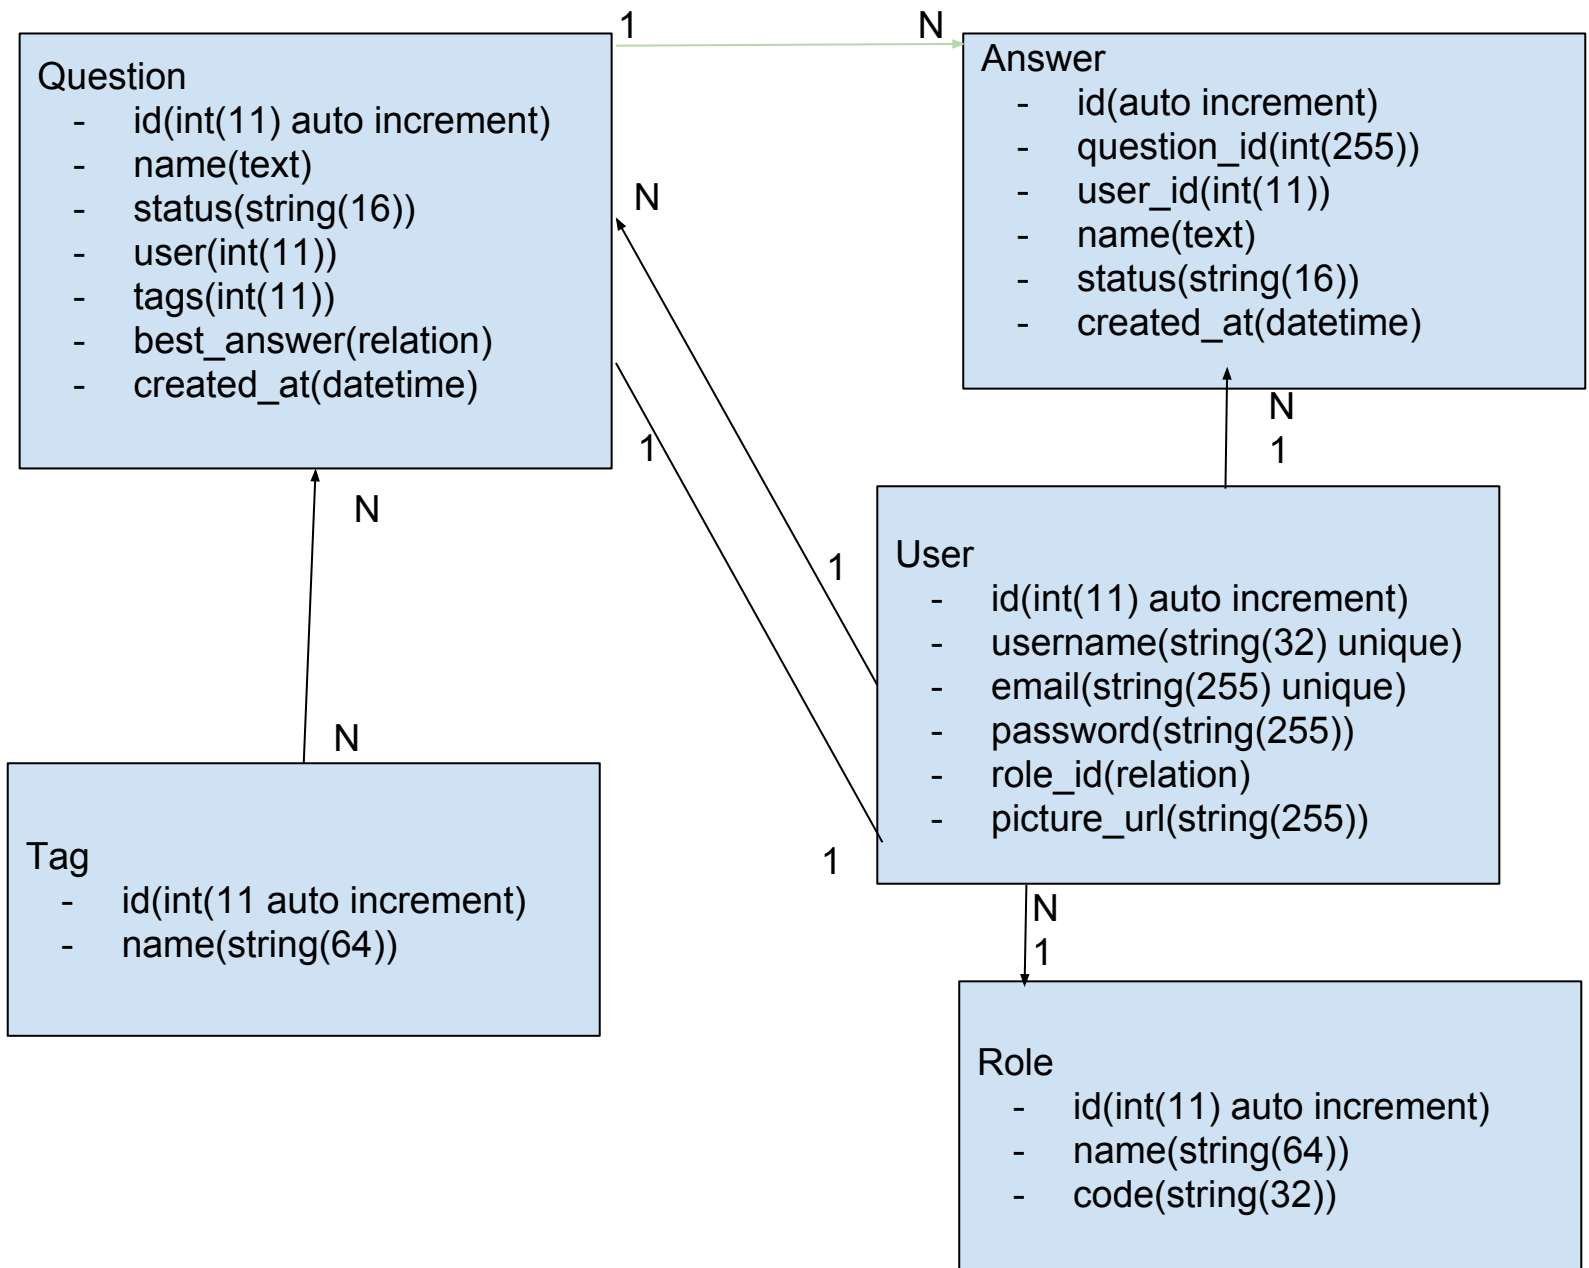 1
N
Question
- id(int(11) auto increment)
- name(text)
- status(string(16))
- user(int(11))
- tags(int(11))
- best_answer(relation)
- created_at(datetime)
Answer
- id(auto increment)
- question_id(int(255))
- user_id(int(11))
- name(text)
- status(string(16))
- created_at(datetime)
N
1
N
1
N
1
User
- id(int(11) auto increment)
- username(string(32) unique)
- email(string(255) unique)
- password(string(255))
- role_id(relation)
- picture_url(string(255))
N
1
Tag
- id(int(11 auto increment)
- name(string(64))
N
1
Role
- id(int(11) auto increment)
- name(string(64))
- code(string(32))